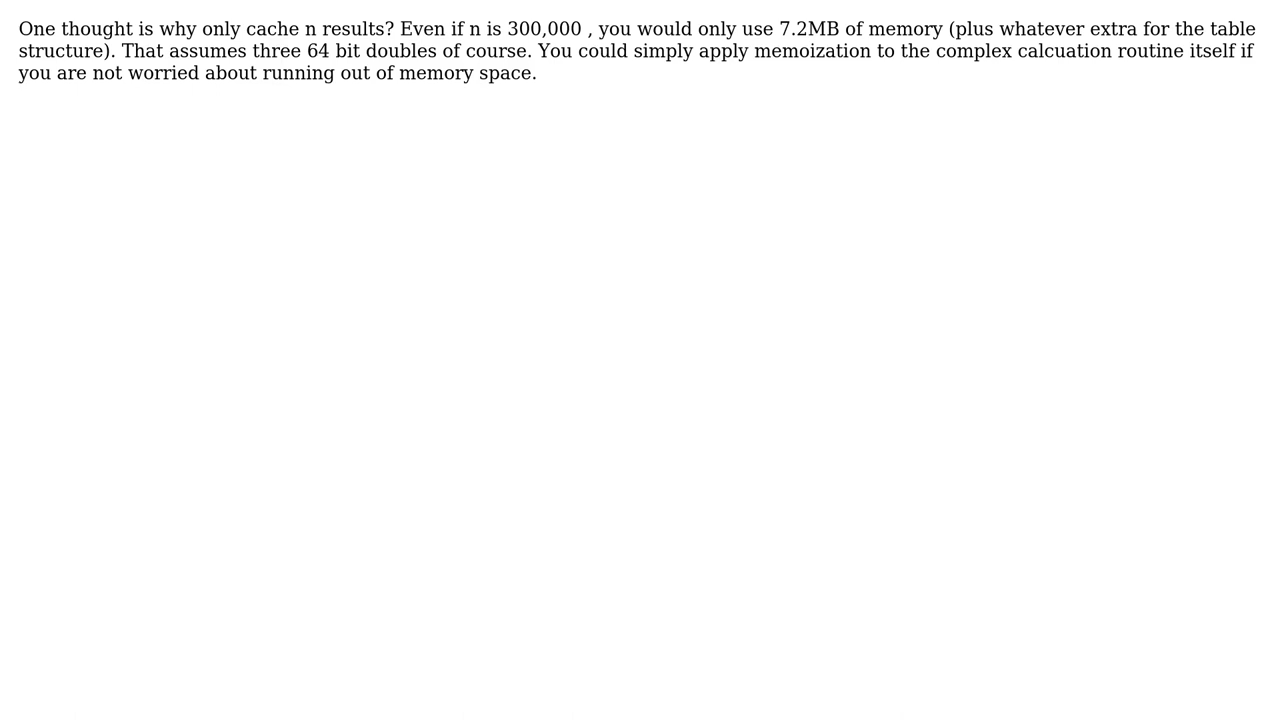 One thought is why only cache n results? Even if n is 300,000 , you would only use 7.2MB of memory (plus whatever extra for the table
structure). That assumes three 64 bit doubles of course. You could simply apply memoization to the complex calcuation routine itself if
you are not worried about running out of memory space.